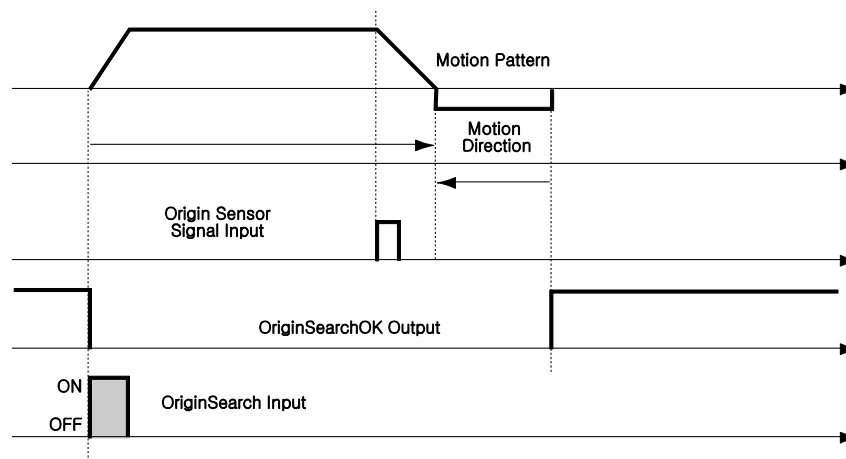 Motion Pattern
Motion
Direction
Origin Sensor
Signal Input
OriginSearchOK Output
ON
OriginSearch Input
OFF